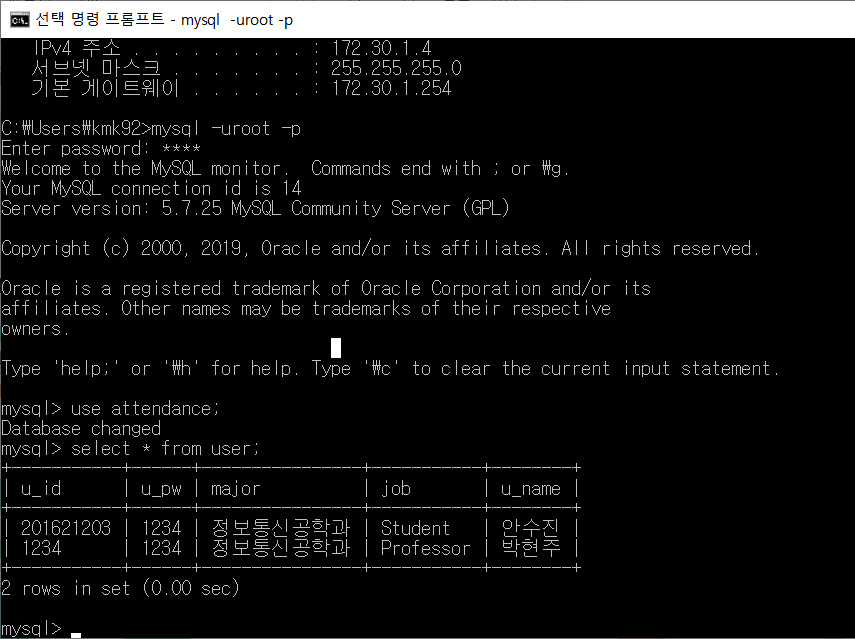 선택 명령 프롬프트 - mysql  -uroot -p
IPv4 주소 . . . . . . . . . : 172.30.1.4
서브넷 마스크 . . . . . . . : 255.255.255.0
기본 게이트웨이 . . . . . . : 172.30.1.254
C:₩Users₩kmk92>mysql -uroot -p
Enter password: ****
Welcome to the MySQL monitor.  Commands end with ; or ₩g.
Your MySQL connection id is 14
Server version: 5.7.25 MySQL Community Server (GPL)
Copyright (c) 2000, 2019, Oracle and/or its affiliates. All rights reserved.
Oracle is a registered trademark of Oracle Corporation and/or its
affiliates. Other names may be trademarks of their respective
owners.
Type 'help;' or '₩h' for help. Type '₩c' to clear the current input statement.
mysql> use attendance;
Database changed
mysql> select * from user;
+-----------+------+----------------+-----------+--------+
| u_id      | u_pw | major          | job       | u_name |
+-----------+------+----------------+-----------+--------+
| 201621203 | 1234 | 정보통신공학과 | Student   | 안수진 |
| 1234      | 1234 | 정보통신공학과 | Professor | 박현주 |
+-----------+------+----------------+-----------+--------+
2 rows in set (0.00 sec)
mysql>